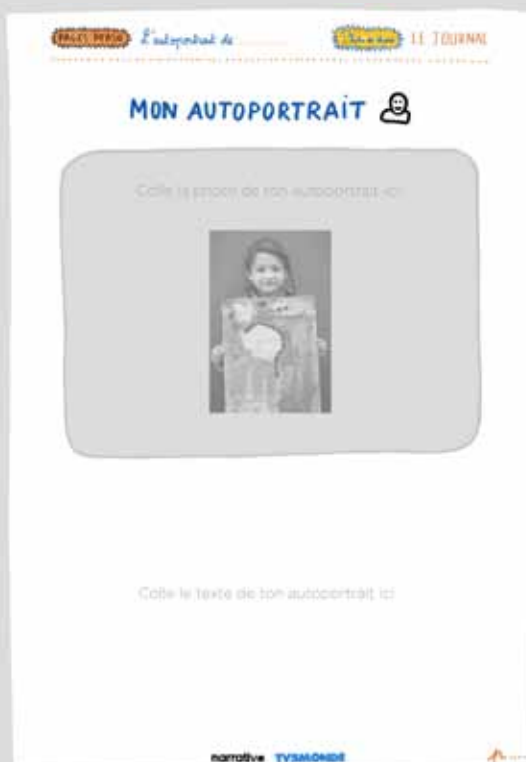 PAGES PERSO L'autoportrait de ........ LE JOURNAL
MON AUTOPORTRAIT
Colle la photo de ton autoportrait ici
Colle le texte de ton autoportrait ici
narrative TV5MONDE